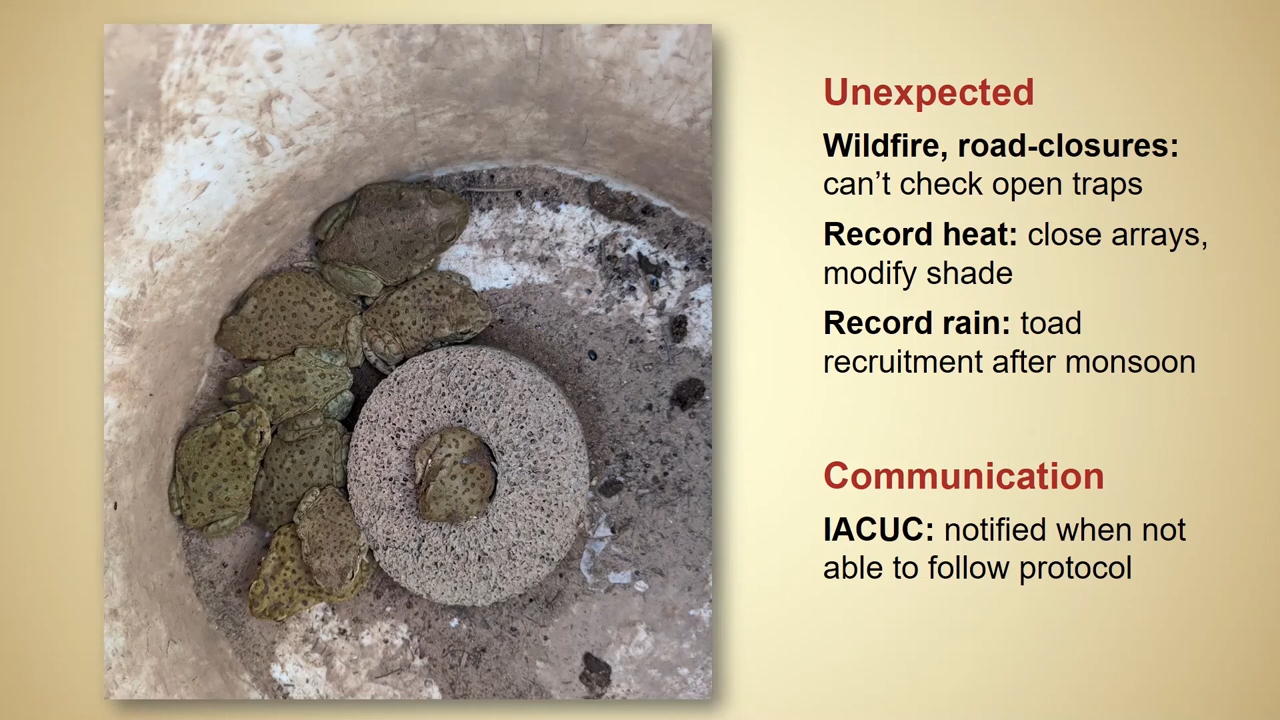 Unexpected
Wildfire, road-closures:
can’t check open traps
Record heat: close arrays,
modify shade
Record rain: toad
recruitment after monsoon
Communication
IACUC: notified when not
able to follow protocol